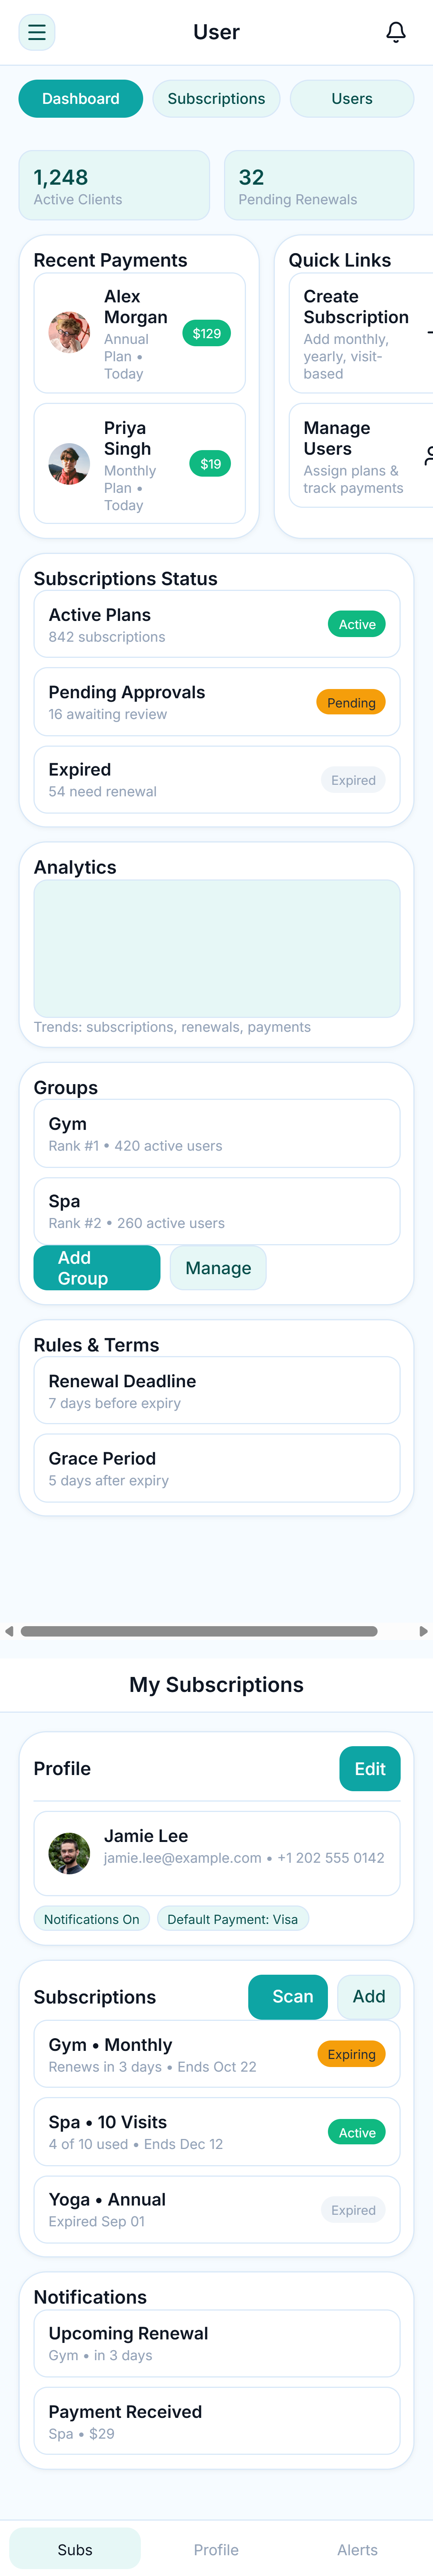 User
Dashboard
Subscriptions
Users
1,248
Active Clients
32
Pending Renewals
Recent Payments
Alex
Morgan
Annual
Plan •
Today
$129
Priya
Singh
Monthly
Plan •
Today
$19
Quick Links
Create
Subscription
Add monthly,
yearly, visit-
based
Manage
Users
Assign plans &
track payments
Subscriptions Status
Active Plans
842 subscriptions
Active
Pending Approvals
16 awaiting review
Pending
Expired
54 need renewal
Expired
Analytics
Trends: subscriptions, renewals, payments
Groups
Gym
Rank #1 • 420 active users
Spa
Rank #2 • 260 active users
Add
Group
Manage
Rules & Terms
Renewal Deadline
7 days before expiry
Grace Period
5 days after expiry
My Subscriptions
Profile
Edit
Jamie Lee
jamie.lee@example.com • +1 202 555 0142
Notifications On
Default Payment: Visa
Subscriptions
Scan
Add
Gym • Monthly
Renews in 3 days • Ends Oct 22
Expiring
Spa • 10 Visits
4 of 10 used • Ends Dec 12
Active
Yoga • Annual
Expired Sep 01
Expired
Notifications
Upcoming Renewal
Gym • in 3 days
Payment Received
Spa • $29
Subs
Profile
Alerts